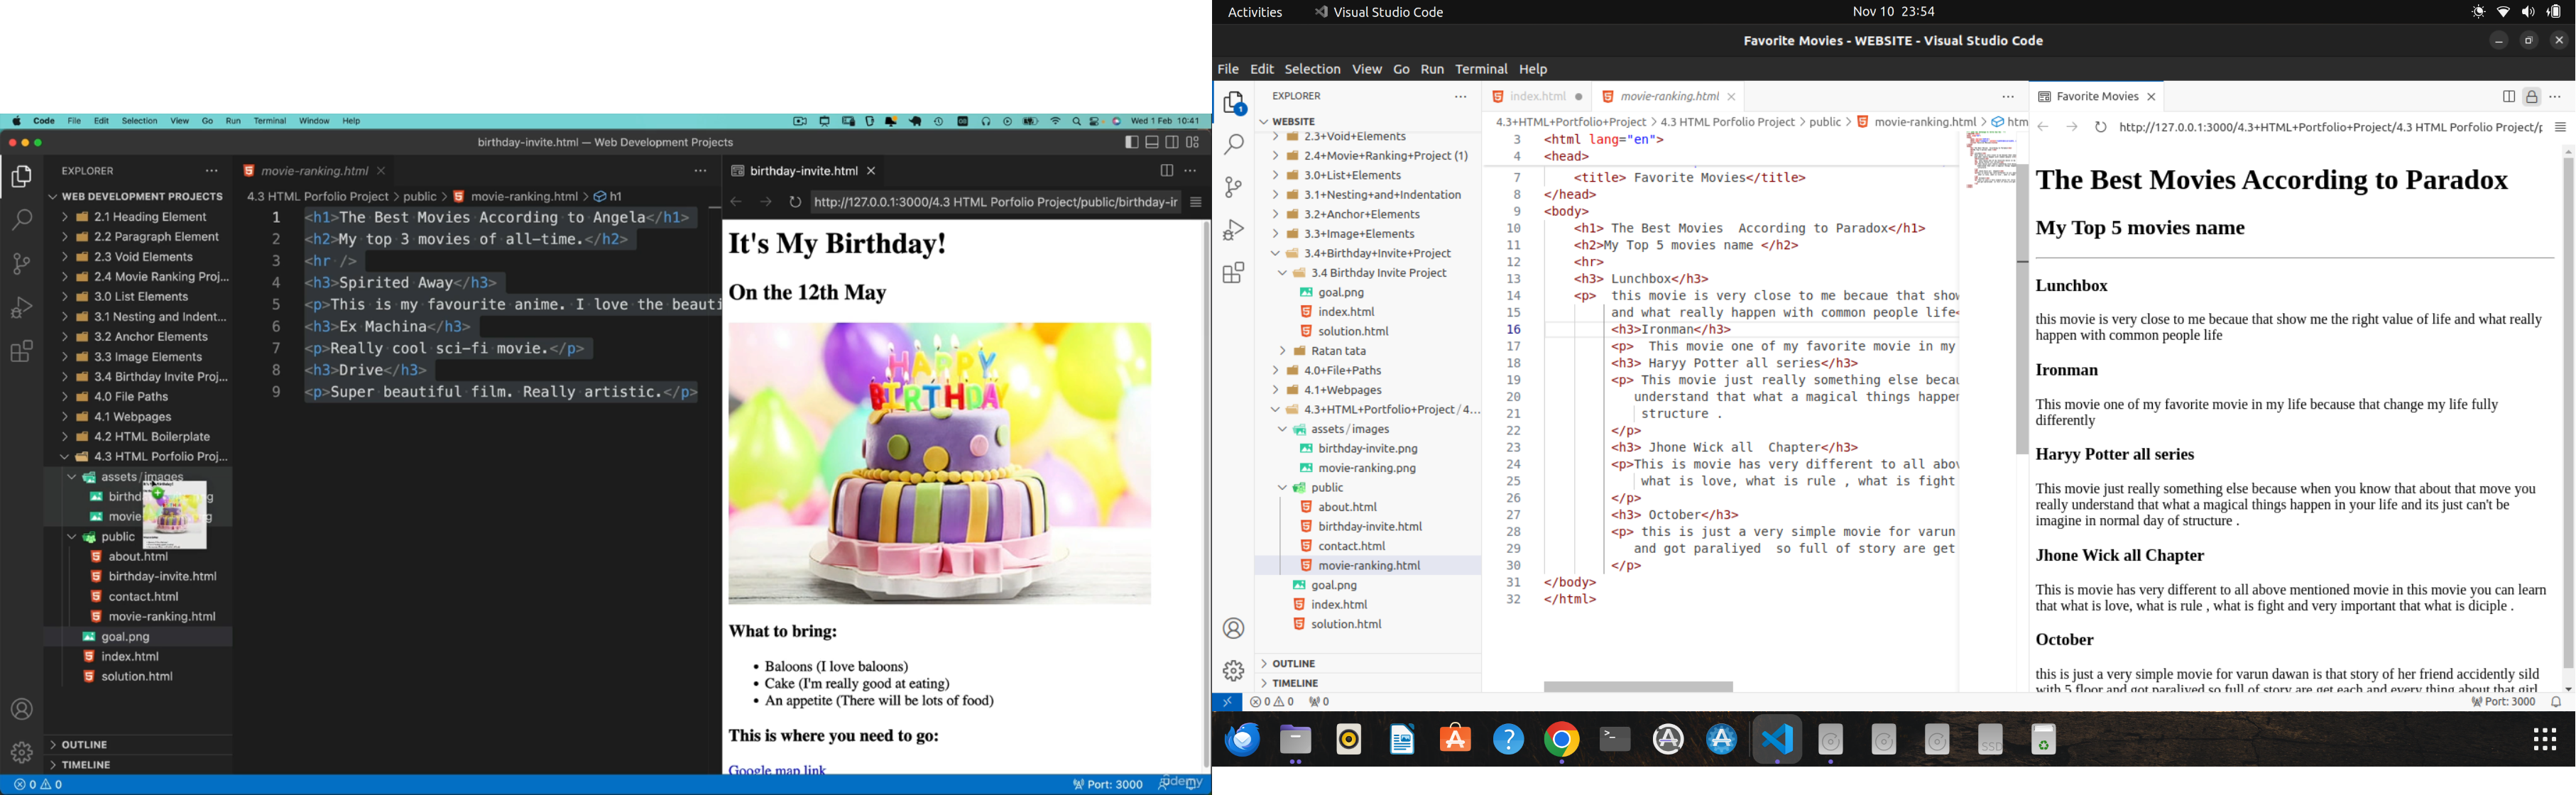 Code File Edit Selection View Go Run Terminal Window Help Wed 1 Feb 10:41
birthday-invite.html — Web Development Projects
EXPLORER
WEB DEVELOPMENT PROJECTS
2.1 Heading Element
2.2 Paragraph Element
2.3 Void Elements
2.4 Movie Ranking Proj...
3.0 List Elements
3.1 Nesting and Indent...
3.2 Anchor Elements
3.3 Image Elements
3.4 Birthday Invite Proj...
4.0 File Paths
4.1 Webpages
4.2 HTML Boilerplate
4.3 HTML Porfolio Proj...
assets/images
public
about.html
birthday-invite.html
contact.html
movie-ranking.html
goal.png
index.html
solution.html
OUTLINE
TIMELINE
0 0
movie-ranking.html
4.3 HTML Porfolio Project > public > movie-ranking.html > h1
1 <h1>The Best Movies According to Angela</h1>
2 <h2>My top 3 movies of all-time.</h2>
3 <hr />
4 <h3>Spirited Away</h3>
5 <p>This is my favourite anime. I love the beauti
6 <h3>Ex Machina</h3>
7 <p>Really cool sci-fi movie.</p>
8 <h3>Drive</h3>
9 <p>Super beautiful film. Really artistic.</p>
birthday-invite.html
http://127.0.0.1:3000/4.3 HTML Porfolio Project/public/birthday-ir
It's My Birthday!
On the 12th May
HAPPY
BIRTHDAY
What to bring:
• Baloons (I love baloons)
• Cake (I'm really good at eating)
• An appetite (There will be lots of food)
This is where you need to go:
Google map link
Port: 3000
Udemy
Activities Visual Studio Code Nov 10 23:54
Favorite Movies - WEBSITE - Visual Studio Code
File Edit Selection View Go Run Terminal Help
1
EXPLORER
WEBSITE
2.3+Void+Elements
2.4+Movie+Ranking+Project (1)
3.0+List+Elements
3.1+Nesting+and+Indentation
3.2+Anchor+Elements
3.3+Image+Elements
3.4+Birthday+Invite+Project
3.4 Birthday Invite Project
goal.png
index.html
solution.html
Ratan tata
4.0+File+Paths
4.1+Webpages
4.3+HTML+Portfolio+Project / 4...
assets/images
birthday-invite.png
movie-ranking.png
public
about.html
birthday-invite.html
contact.html
movie-ranking.html
goal.png
index.html
solution.html
OUTLINE
TIMELINE
0 0 0
index.html
movie-ranking.html
4.3+HTML+Portfolio+Project > 4.3 HTML Porfolio Project > public > movie-ranking.html > htm
3 <html lang="en">
4 <head>
7 <title> Favorite Movies</title>
8 </head>
9 <body>
10 <h1> The Best Movies  According to Paradox</h1>
11 <h2>My Top 5 movies name </h2>
12 <hr>
13 <h3> Lunchbox</h3>
14 <p>  this movie is very close to me becaue that show
15 and what really happen with common people life<
16 <h3>Ironman</h3>
17 <p>  This movie one of my favorite movie in my
18 <h3> Haryy Potter all series</h3>
19 <p> This movie just really something else becau
20 understand that what a magical things happen
21 structure .
22 </p>
23 <h3> Jhone Wick all  Chapter</h3>
24 <p>This is movie has very different to all abov
25 what is love, what is rule , what is fight
26 </p>
27 <h3> October</h3>
28 <p> this is just a very simple movie for varun
29 and got paraliyed  so full of story are get
30 </p>
31 </body>
32 </html>
Favorite Movies
http://127.0.0.1:3000/4.3+HTML+Portfolio+Project/4.3 HTML Porfolio Project/p
The Best Movies According to Paradox
My Top 5 movies name
Lunchbox
this movie is very close to me becaue that show me the right value of life and what really
happen with common people life
Ironman
This movie one of my favorite movie in my life because that change my life fully
differently
Haryy Potter all series
This movie just really something else because when you know that about that move you
really understand that what a magical things happen in your life and its just can't be
imagine in normal day of structure .
Jhone Wick all Chapter
This is movie has very different to all above mentioned movie in this movie you can learn
that what is love, what is rule , what is fight and very important that what is diciple .
October
this is just a very simple movie for varun dawan is that story of her friend accidently sild
with 5 floor and got paralived so full of story are get each and every thing about that girl
Port: 3000
SSD